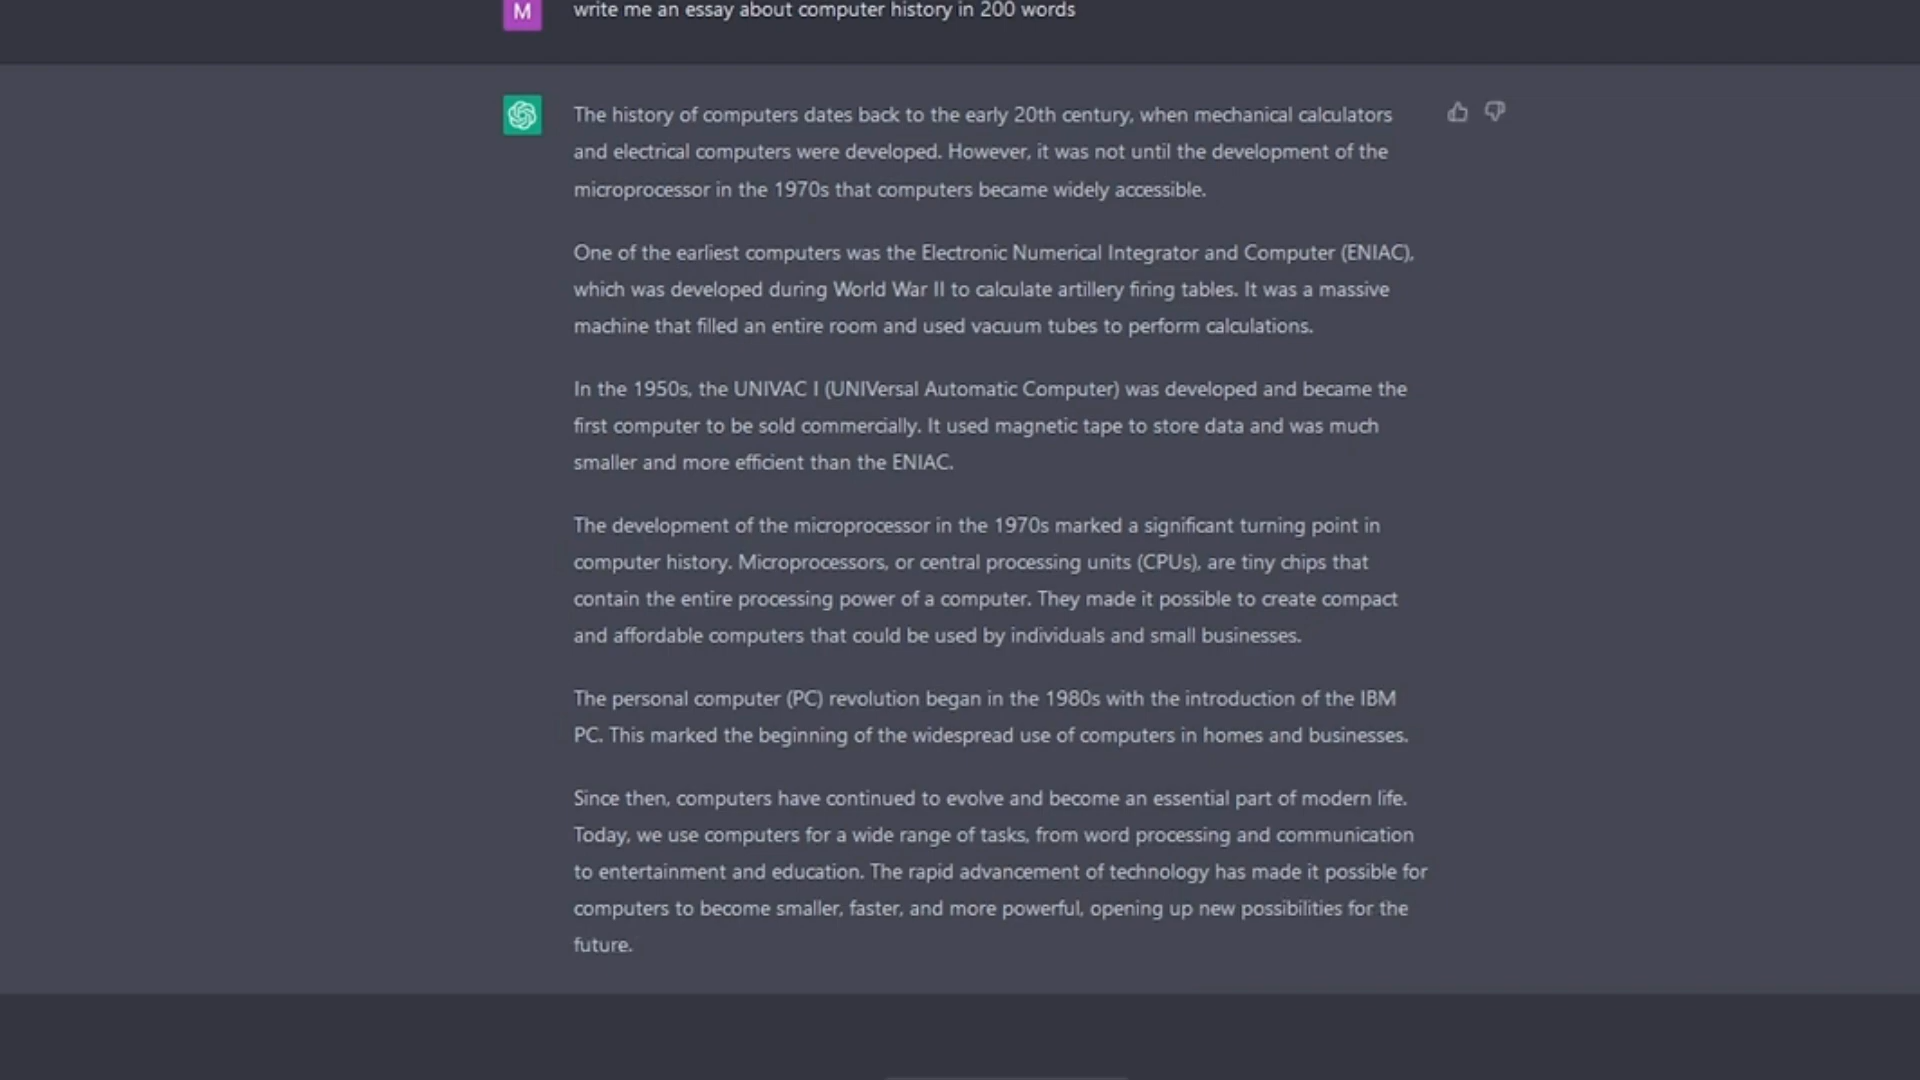 M
write me an essay about computer history in 200 words
The history of computers dates back to the early 20th century, when mechanical calculators
and electrical computers were developed. However, it was not until the development of the
microprocessor in the 1970s that computers became widely accessible.
One of the earliest computers was the Electronic Numerical Integrator and Computer (ENIAC),
which was developed during World War II to calculate artillery firing tables. It was a massive
machine that filled an entire room and used vacuum tubes to perform calculations.
In the 1950s, the UNIVAC I (UNIVersal Automatic Computer) was developed and became the
first computer to be sold commercially. It used magnetic tape to store data and was much
smaller and more efficient than the ENIAC.
The development of the microprocessor in the 1970s marked a significant turning point in
computer history. Microprocessors, or central processing units (CPUs), are tiny chips that
contain the entire processing power of a computer. They made it possible to create compact
and affordable computers that could be used by individuals and small businesses.
The personal computer (PC) revolution began in the 1980s with the introduction of the IBM
PC. This marked the beginning of the widespread use of computers in homes and businesses.
Since then, computers have continued to evolve and become an essential part of modern life.
Today, we use computers for a wide range of tasks, from word processing and communication
to entertainment and education. The rapid advancement of technology has made it possible for
computers to become smaller, faster, and more powerful, opening up new possibilities for the
future.